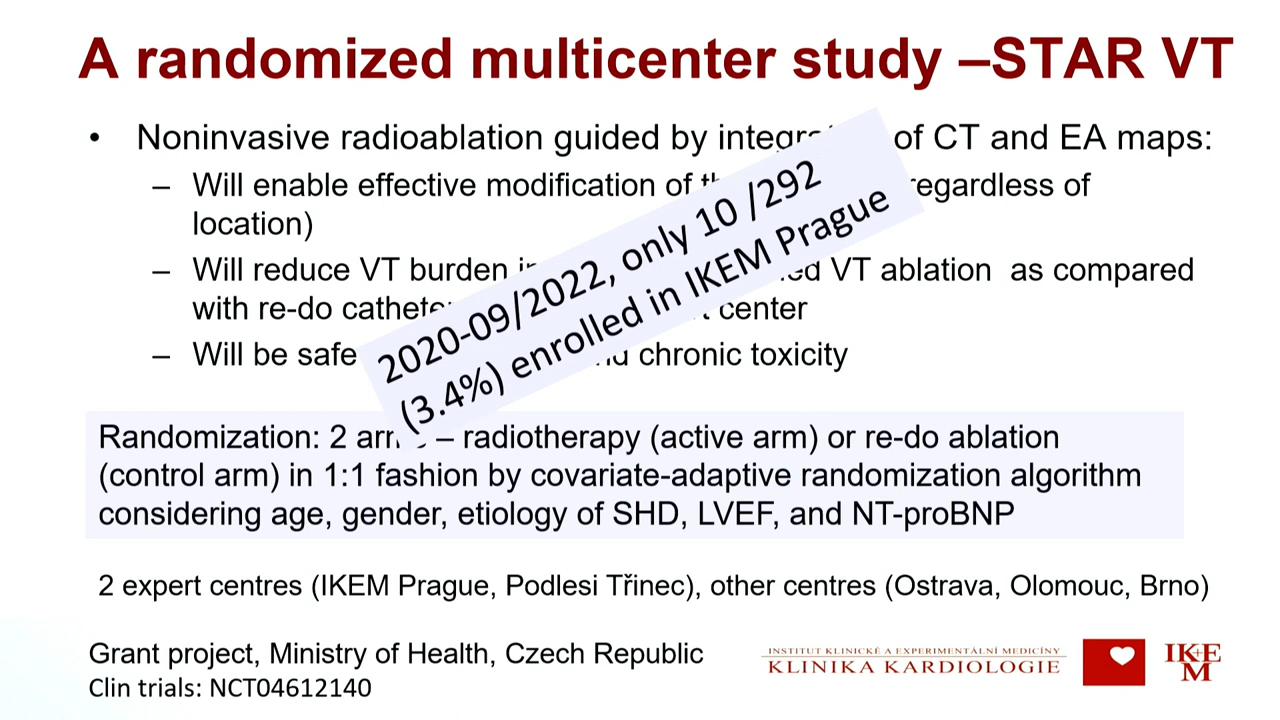 A randomized multicenter study –STAR VT
• Noninvasive radioablation guided by of CT and EA maps:
– Will enable effective modification of regardless of
location)
– Will reduce VT burden VT ablation as compared
with re-do center
– Will be safe chronic toxicity
2020-09/2022, only 10 /292
(3.4%) enrolled in IKEM Prague
Randomization: 2 – radiotherapy (active arm) or re-do ablation
(control arm) in 1:1 fashion by covariate-adaptive randomization algorithm
considering age, gender, etiology of SHD, LVEF, and NT-proBNP
2 expert centres (IKEM Prague, Podlesi Třinec), other centres (Ostrava, Olomouc, Brno)
Grant project, Ministry of Health, Czech Republic
Clin trials: NCT04612140
INSTITUT KLINICKÉ A EXPERIMENTÁLNÍ MEDICÍNY
KLINIKA KARDIOLOGIE
IKEM